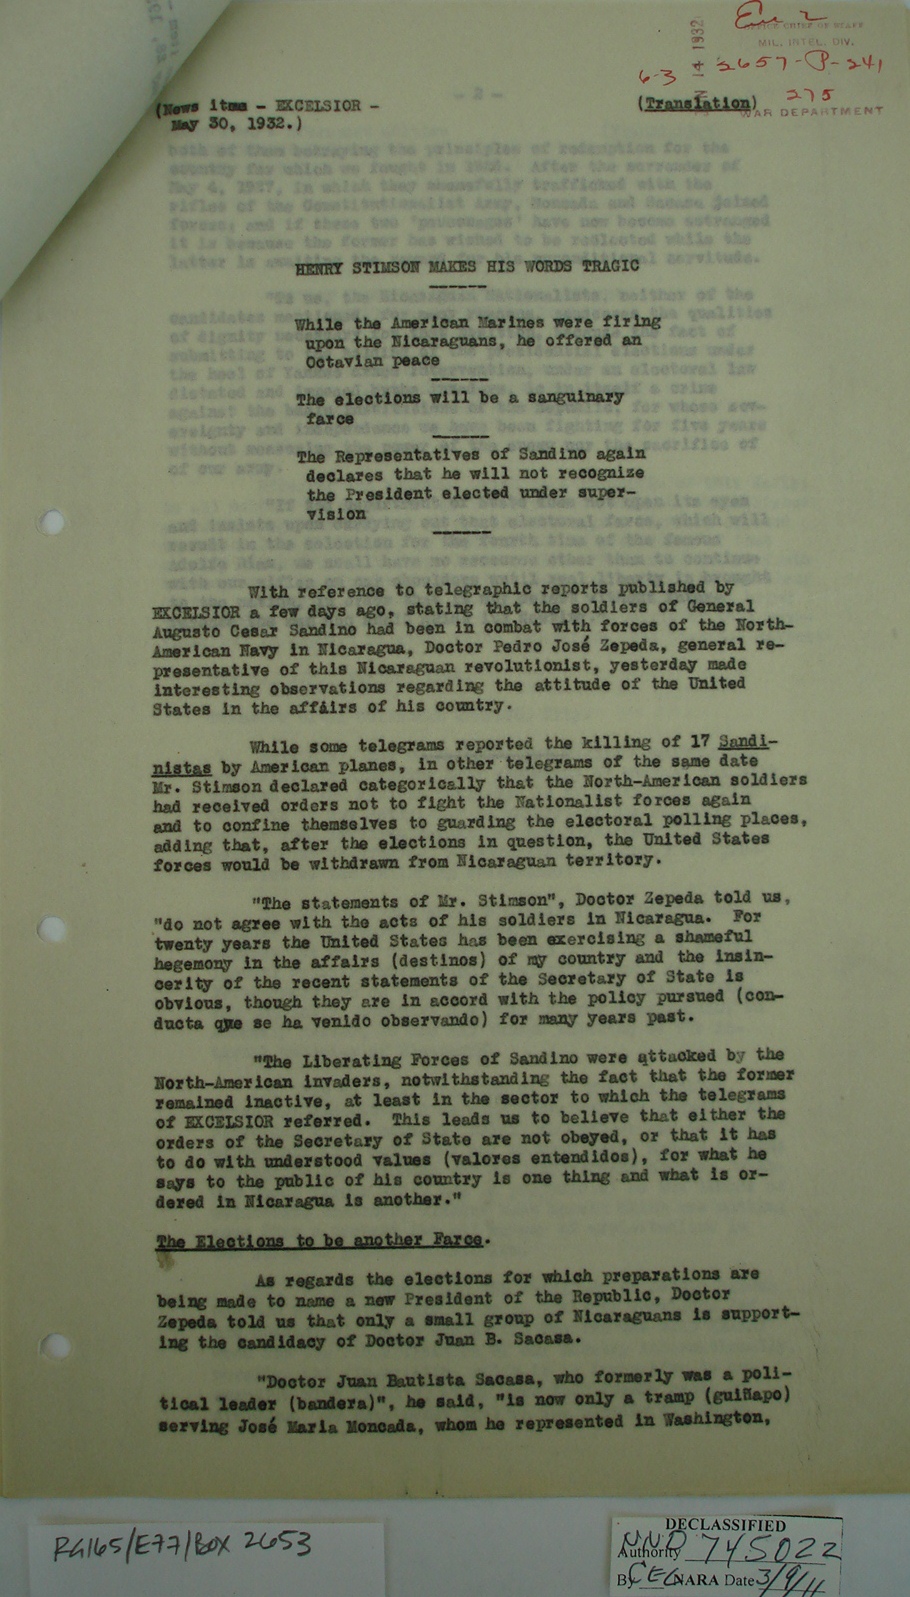 En 2
OFFICE CHIEF OF STAFF
MIL. INTEL. DIV.
14 1932
6-3 2657-P-241
275
WAR DEPARTMENT
(News item - EXCELSIOR - (Translation)
May 30, 1932.)
- 2 -
HENRY STIMSON MAKES HIS WORDS TRAGIC
While the American Marines were firing
upon the Nicaraguans, he offered an
Octavian peace
The elections will be a sanguinary
farce
The Representatives of Sandino again
declares that he will not recognize
the President elected under super-
vision
With reference to telegraphic reports published by
EXCELSIOR a few days ago, stating that the soldiers of General
Augusto Cesar Sandino had been in combat with forces of the North-
American Navy in Nicaragua, Doctor Pedro José Zepeda, general re-
presentative of this Nicaraguan revolutionist, yesterday made
interesting observations regarding the attitude of the United
States in the affairs of his country.
While some telegrams reported the killing of 17 Sandi-
nistas by American planes, in other telegrams of the same date
Mr. Stimson declared categorically that the North-American soldiers
had received orders not to fight the Nationalist forces again
and to confine themselves to guarding the electoral polling places,
adding that, after the elections in question, the United States
forces would be withdrawn from Nicaraguan territory.
"The statements of Mr. Stimson", Doctor Zepeda told us,
"do not agree with the acts of his soldiers in Nicaragua. For
twenty years the United States has been exercising a shameful
hegemony in the affairs (destinos) of my country and the insin-
cerity of the recent statements of the Secretary of State is
obvious, though they are in accord with the policy pursued (con-
ducta que se ha venido observando) for many years past.
"The Liberating Forces of Sandino were attacked by the
North-American invaders, notwithstanding the fact that the former
remained inactive, at least in the sector to which the telegrams
of EXCELSIOR referred. This leads us to believe that either the
orders of the Secretary of State are not obeyed, or that it has
to do with understood values (valores entendidos), for what he
says to the public of his country is one thing and what is or-
dered in Nicaragua is another."
The Elections to be another Farce.
As regards the elections for which preparations are
being made to name a new President of the Republic, Doctor
Zepeda told us that only a small group of Nicaraguans is support-
ing the candidacy of Doctor Juan B. Sacasa.
"Doctor Juan Bautista Sacasa, who formerly was a poli-
tical leader (bandera)", he said, "is now only a tramp (guiñapo)
serving José Maria Moncada, whom he represented in Washington,
RG165/E77/Box 2653
DECLASSIFIED
Authority NND 745022
By CEC NARA Date 3/9/11